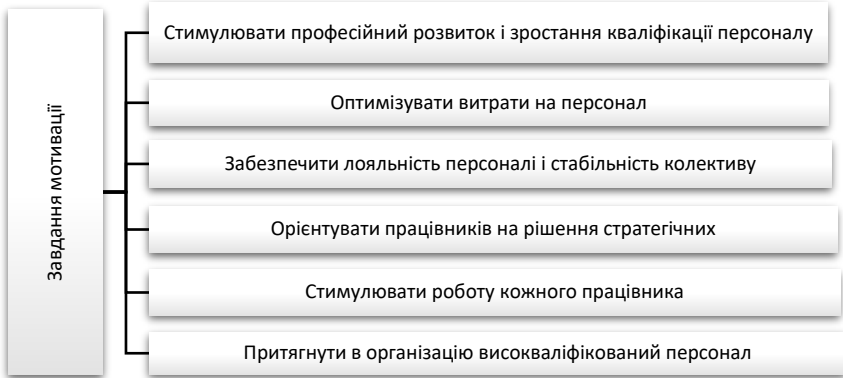 Завдання мотивації
Стимулювати професійний розвиток і зростання кваліфікації персоналу
Оптимізувати витрати на персонал
Забезпечити лояльність персоналі і стабільність колективу
Орієнтувати працівників на рішення стратегічних
Стимулювати роботу кожного працівника
Притягнути в організацію висококваліфікований персонал